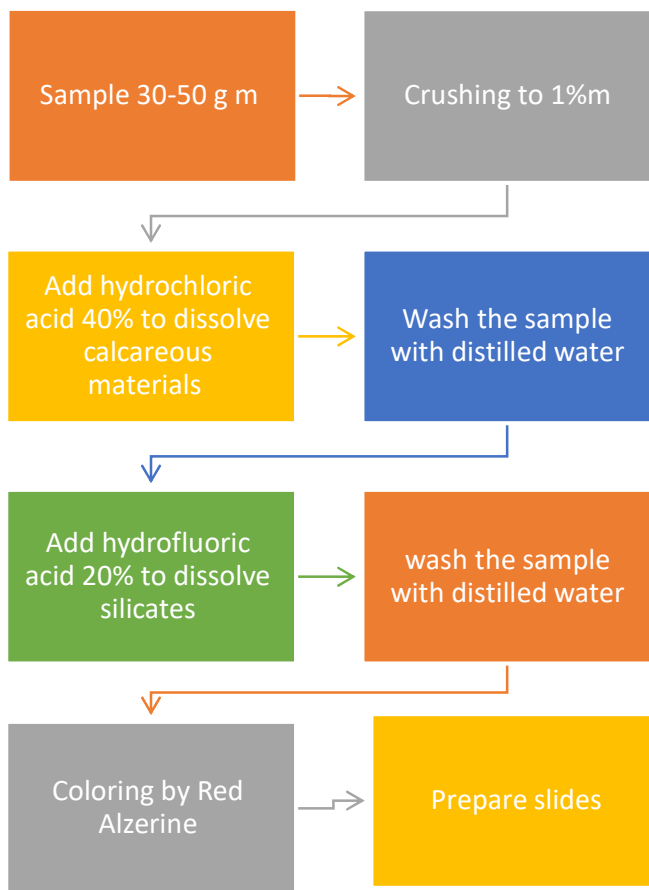 Sample 30-50 g m
Crushing to 1%m
Add hydrochloric
acid 40% to dissolve
calcareous
materials
Wash the sample
with distilled water
Add hydrofluoric
acid 20% to dissolve
silicates
wash the sample
with distilled water
Coloring by Red
Alzerine
Prepare slides